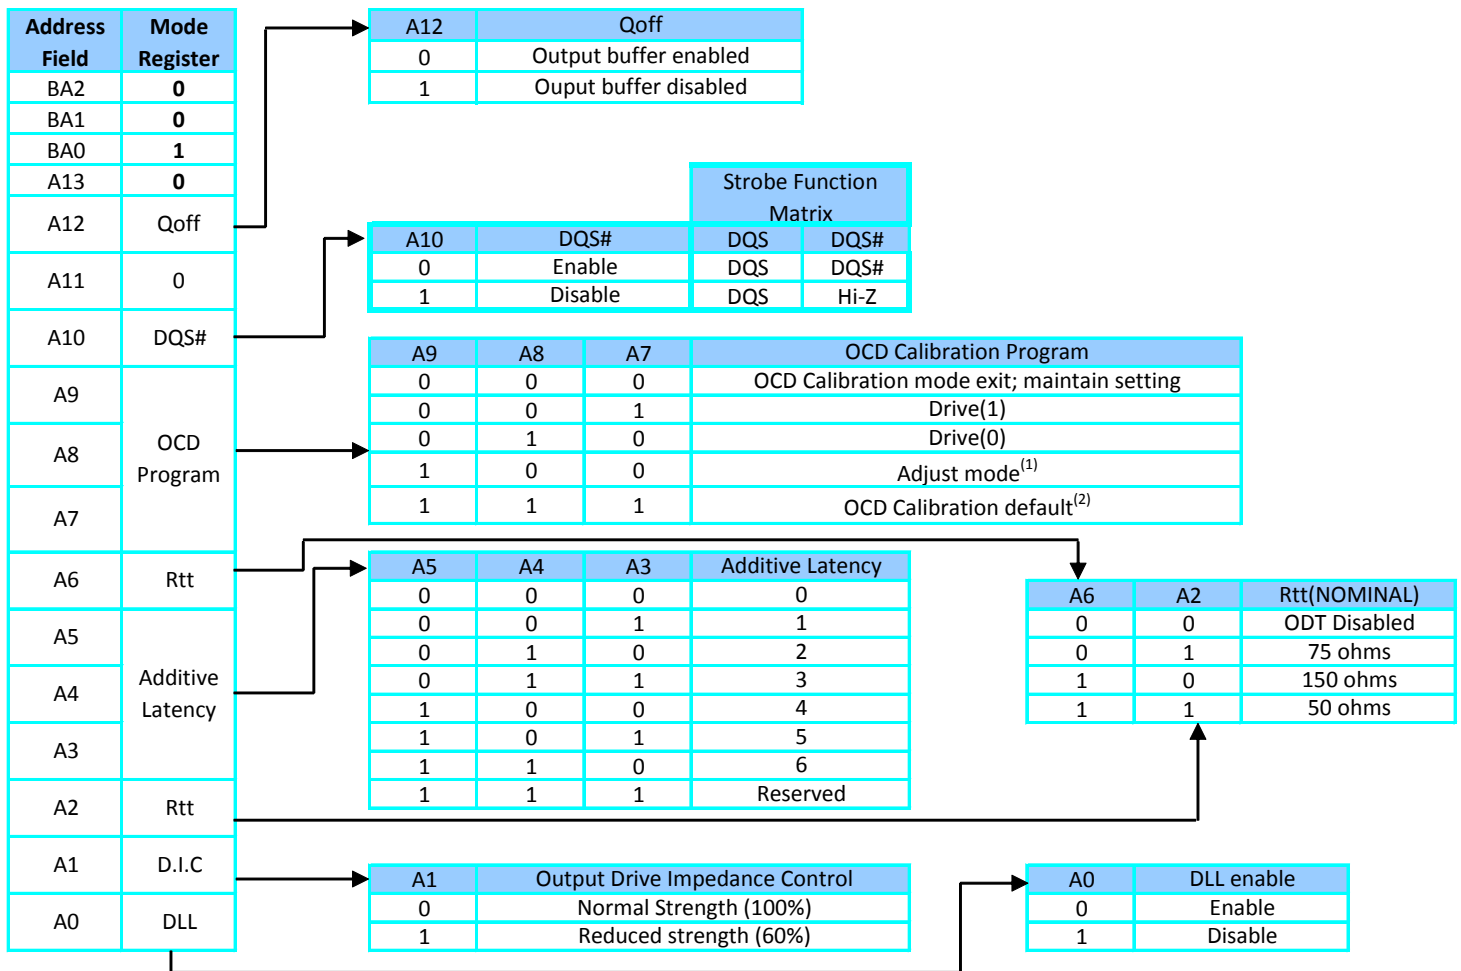 Address Field Mode Register
BA2 0
BA1 0
BA0 1
A13 0
A12 Qoff
A11 0
A10 DQS#
A9
A8
A7
OCD
Program
A6 Rtt
A5
A4
A3
Additive
Latency
A2 Rtt
A1 D.I.C
A0 DLL
A12 Qoff
0 Output buffer enabled
1 Ouput buffer disabled
Strobe Function
Matrix
A10 DQS# DQS DQS#
0 Enable DQS DQS#
1 Disable DQS Hi-Z
A9 A8 A7 OCD Calibration Program
0 0 0 OCD Calibration mode exit; maintain setting
0 0 1 Drive(1)
0 1 0 Drive(0)
1 0 0 Adjust mode(1)
1 1 1 OCD Calibration default(2)
A5 A4 A3 Additive Latency
0 0 0 0
0 0 1 1
0 1 0 2
0 1 1 3
1 0 0 4
1 0 1 5
1 1 0 6
1 1 1 Reserved
A6 A2 Rtt(NOMINAL)
0 0 ODT Disabled
0 1 75 ohms
1 0 150 ohms
1 1 50 ohms
A1 Output Drive Impedance Control
0 Normal Strength (100%)
1 Reduced strength (60%)
A0 DLL enable
0 Enable
1 Disable